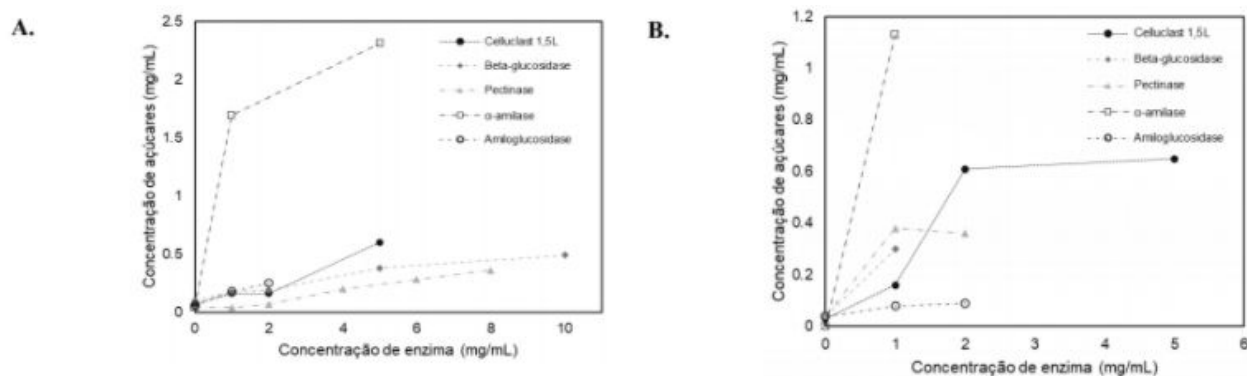 A.
Concentração de açúcares (mg/mL)
2.5
2
1.5
1
0.5
0
Celluclast 1,5L
Beta-glucosidase
Pectinase
α-amilase
Amiloglucosidase
0 2 4 6 8 10
Concentração de enzima (mg/mL)
B.
Concentração de açúcares (mg/mL)
1.2
1
0.8
0.6
0.4
0.2
0
Celluclast 1,5L
Beta-glucosidase
Pectinase
α-amilase
Amiloglucosidase
0 1 2 3 4 5 6
Concentração de enzima (mg/mL)